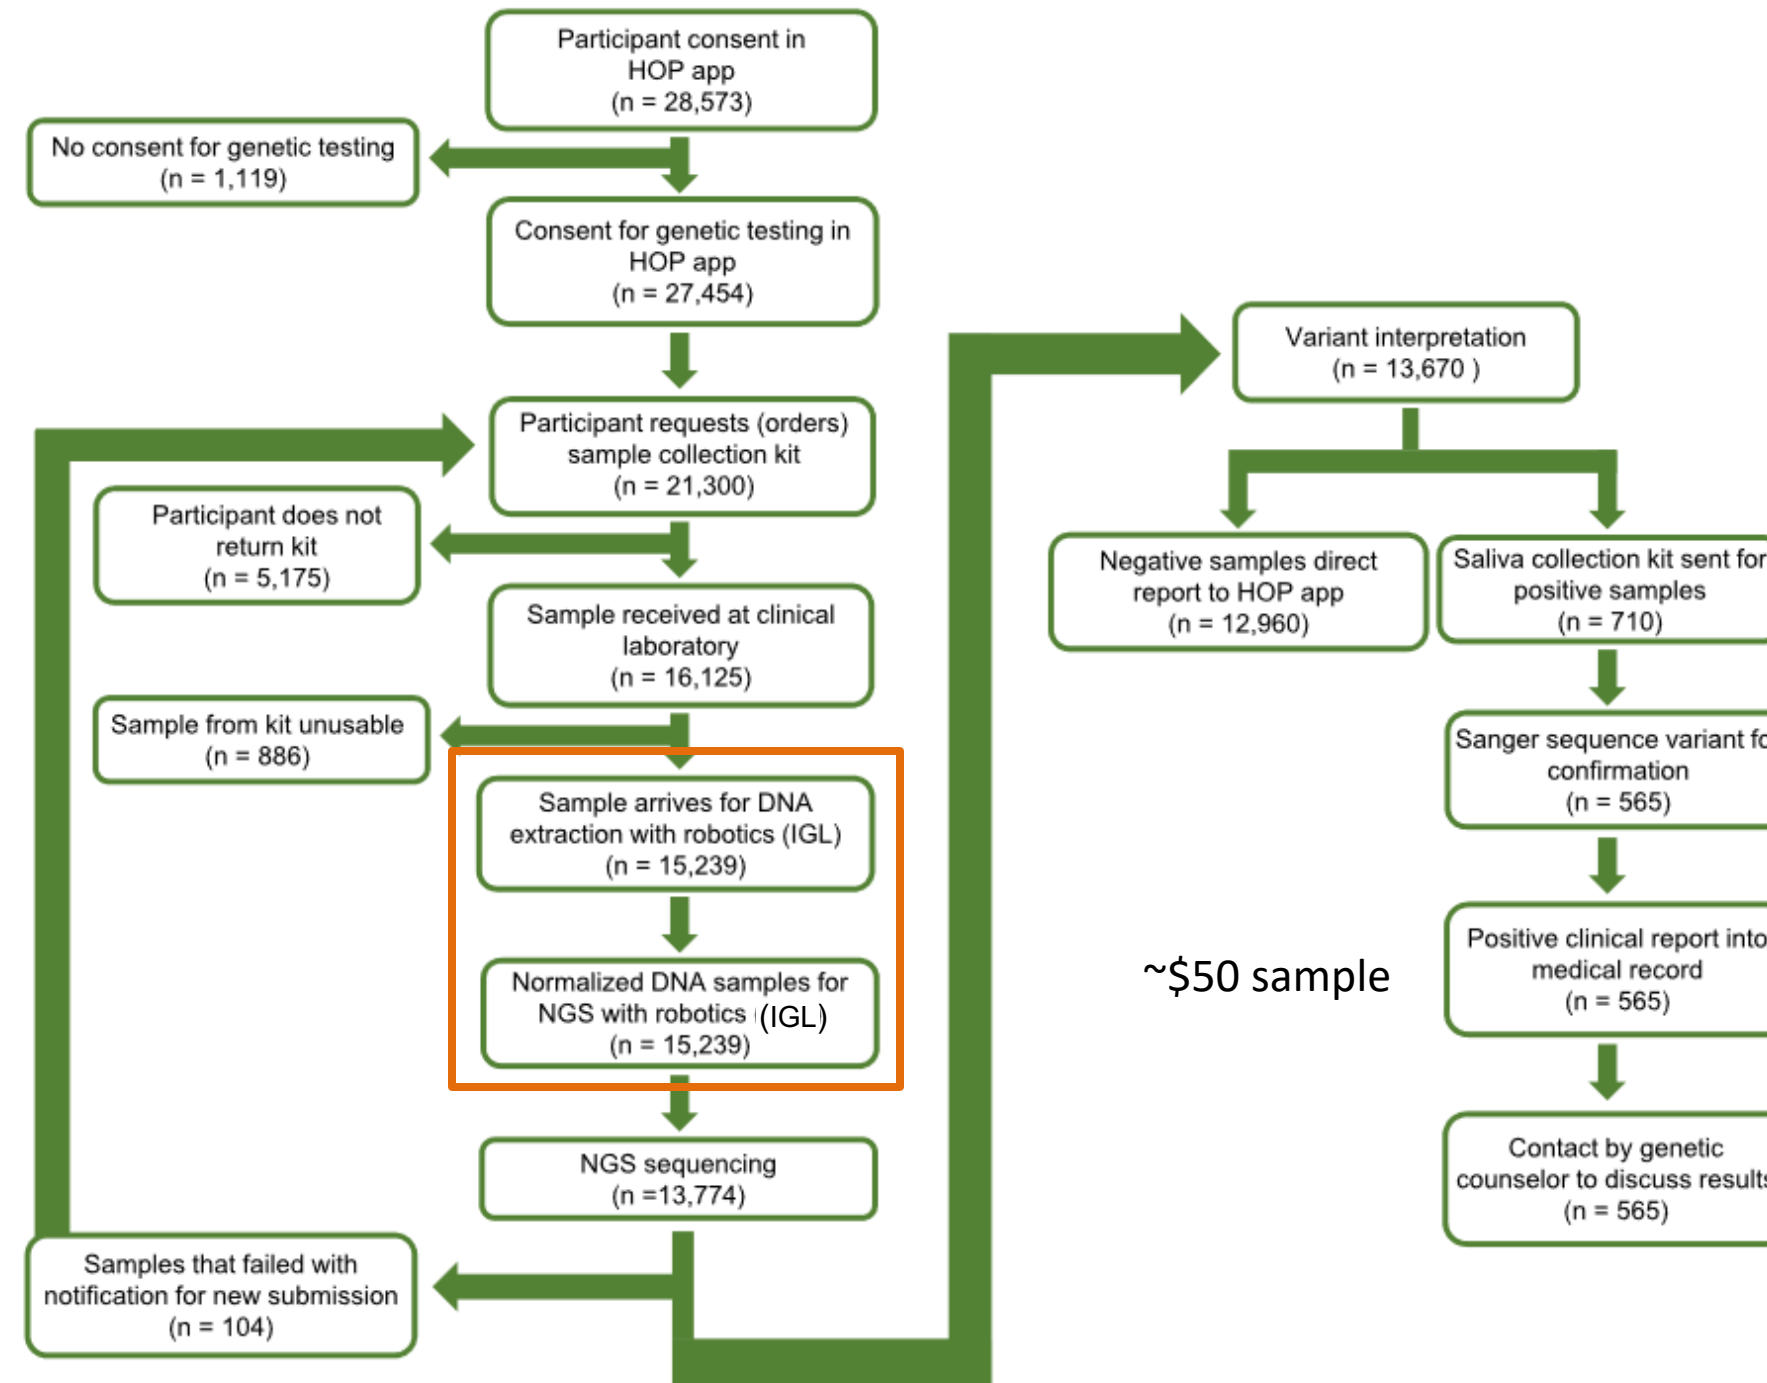 Participant consent in
HOP app
(n = 28,573)
No consent for genetic testing
(n = 1,119)
Consent for genetic testing in
HOP app
(n = 27,454)
Participant requests (orders)
sample collection kit
(n = 21,300)
Participant does not
return kit
(n = 5,175)
Sample received at clinical
laboratory
(n = 16,125)
Sample from kit unusable
(n = 886)
Sample arrives for DNA
extraction with robotics (IGL)
(n = 15,239)
Normalized DNA samples for
NGS with robotics (IGL)
(n = 15,239)
NGS sequencing
(n =13,774)
Samples that failed with
notification for new submission
(n = 104)
Variant interpretation
(n = 13,670 )
Negative samples direct
report to HOP app
(n = 12,960)
Saliva collection kit sent for
positive samples
(n = 710)
Sanger sequence variant fo
confirmation
(n = 565)
~$50 sample
Positive clinical report into
medical record
(n = 565)
Contact by genetic
counselor to discuss results
(n = 565)